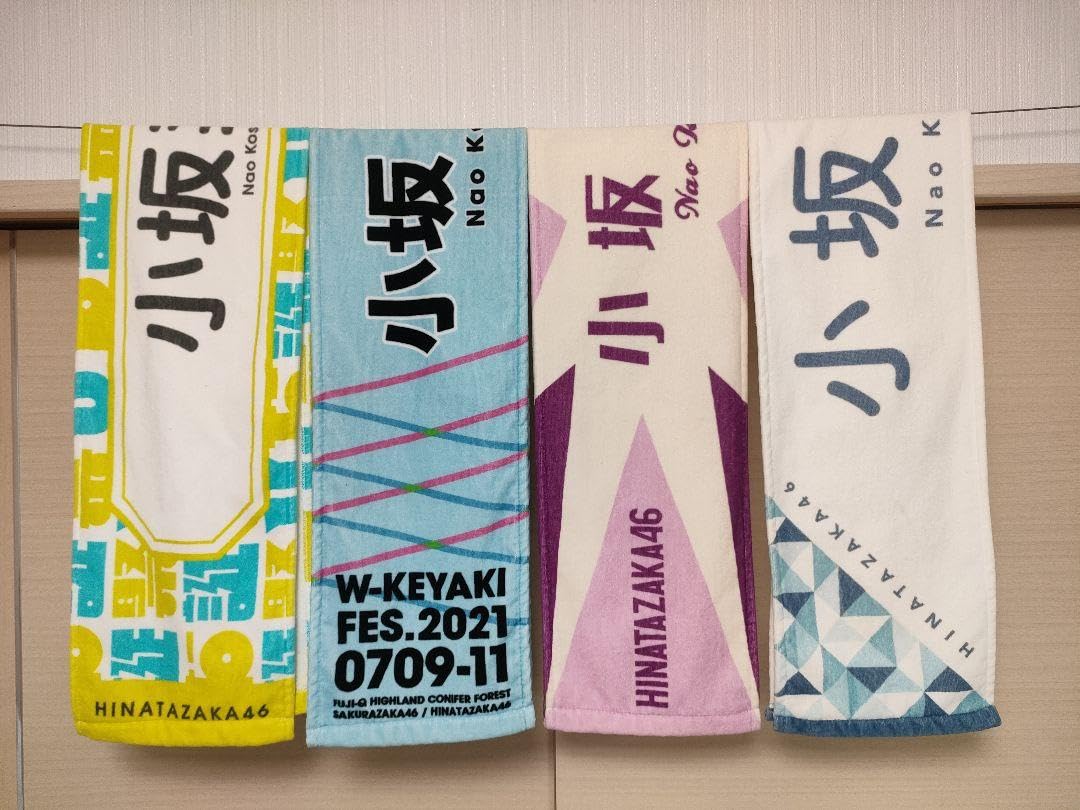 小坂
Nao Kos
HINATAZAKA46
小坂
Nao K
W-KEYAKI
FES.2021
0709-11
FUJI-Q HIGHLAND CONIFER FOREST
SAKURAZAKA46 / HINATAZAKA46
小坂
Nao K
HINATAZAKA46
小坂
Nao K
HINATAZAKA46